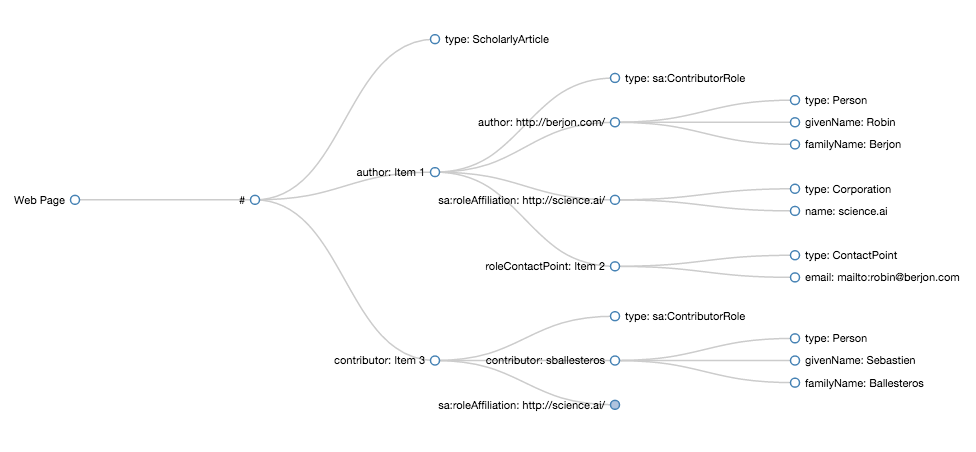 type: ScholarlyArticle
type: sa:ContributorRole
type: Person
author: http://berjon.com/
givenName: Robin
familyName: Berjon
author: Item 1
type: Corporation
Web Page
#
sa:roleAffiliation: http://science.ai/
name: science.ai
type: ContactPoint
roleContactPoint: Item 2
email: mailto:robin@berjon.com
type: sa:ContributorRole
type: Person
contributor: Item 3
contributor: sballesteros
givenName: Sebastien
familyName: Ballesteros
sa:roleAffiliation: http://science.ai/